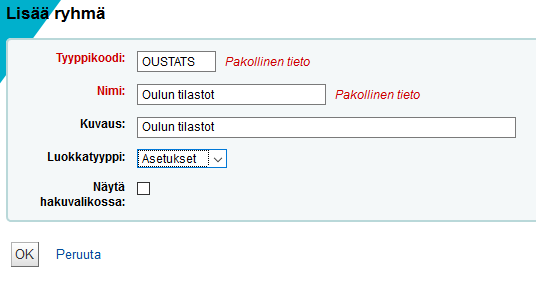 Lisää ryhmä
Tyyppikoodi: OUSTATS Pakollinen tieto
Nimi: Oulun tilastot Pakollinen tieto
Kuvaus: Oulun tilastot
Luokkatyyppi: Asetukset
Näytä
hakuvalikossa:
OK Peruuta